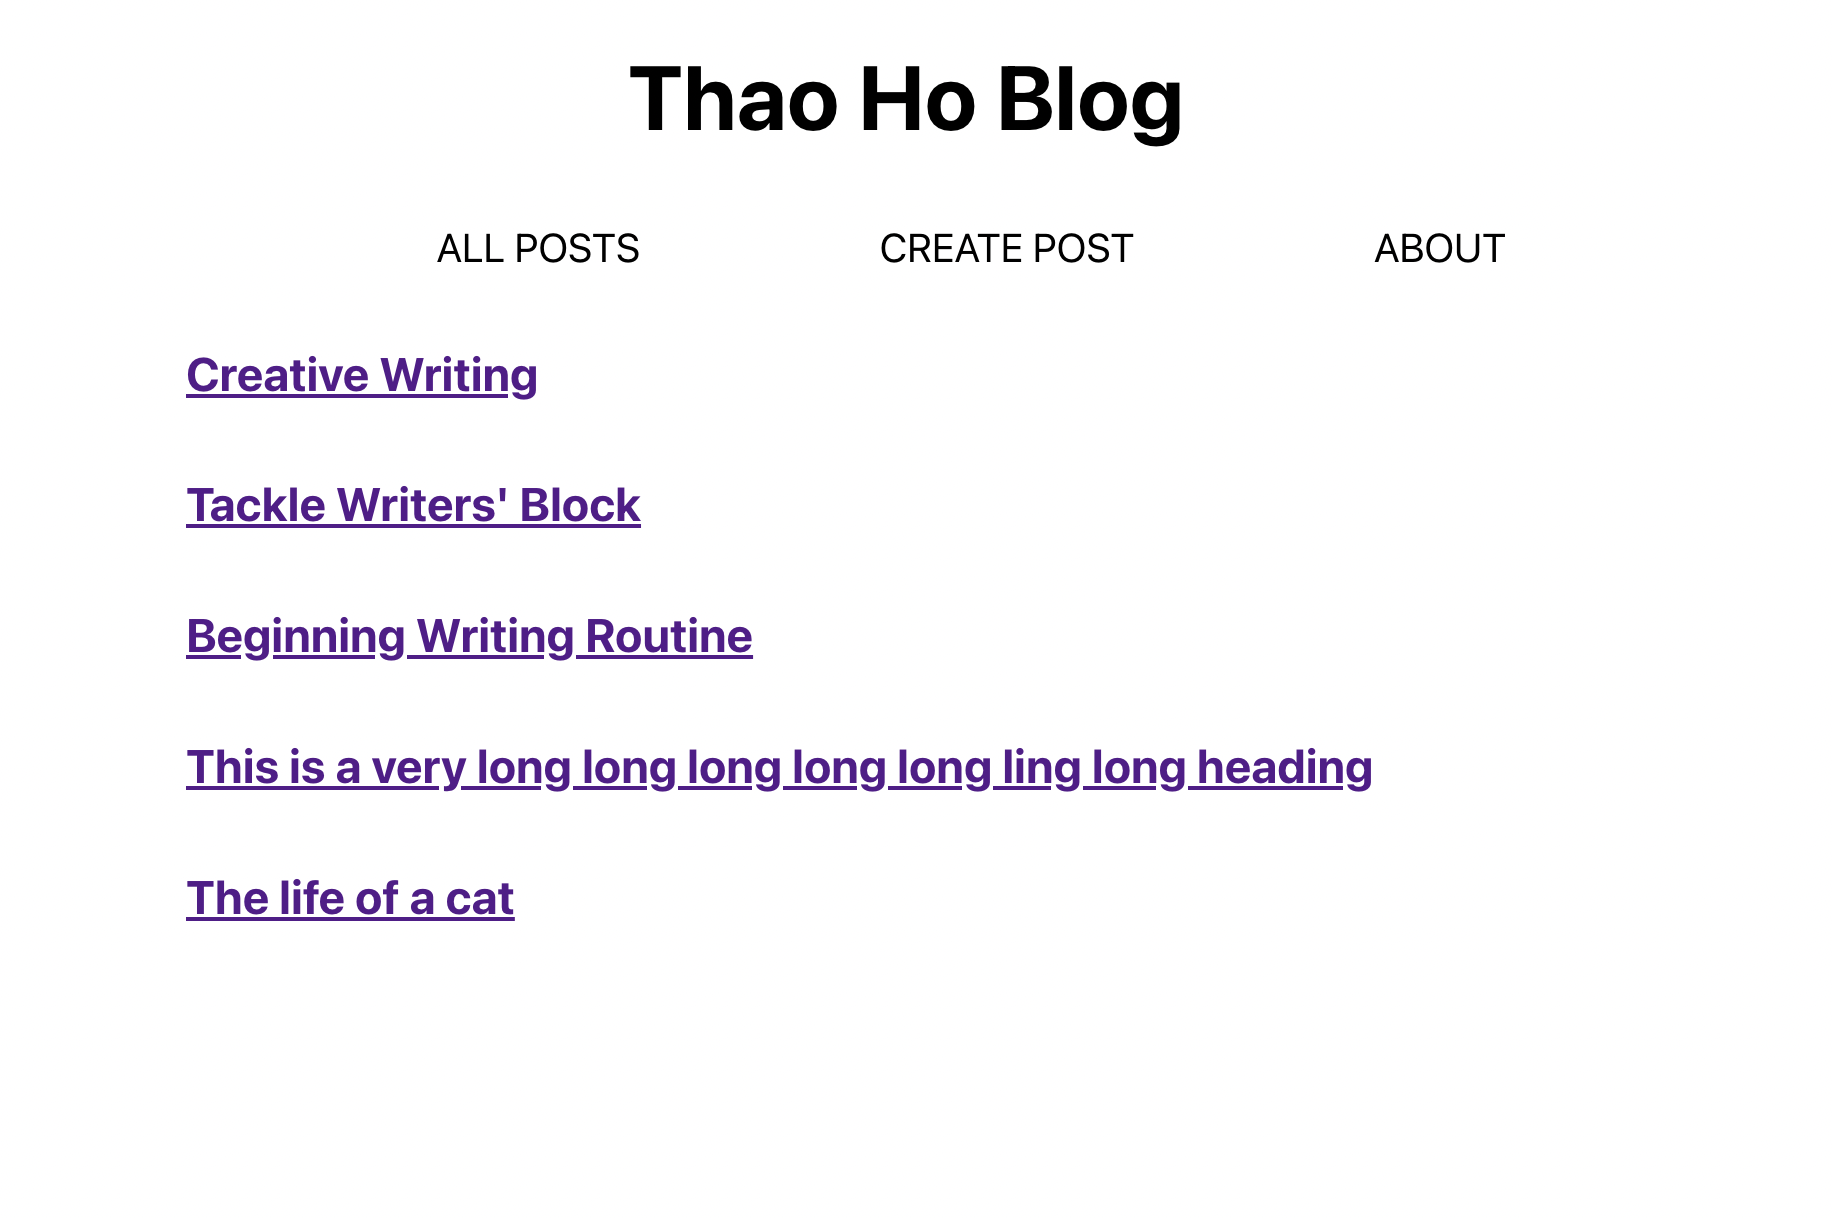 Thao Ho Blog
ALL POSTS CREATE POST ABOUT
Creative Writing
Tackle Writers' Block
Beginning Writing Routine
This is a very long long long long long ling long heading
The life of a cat